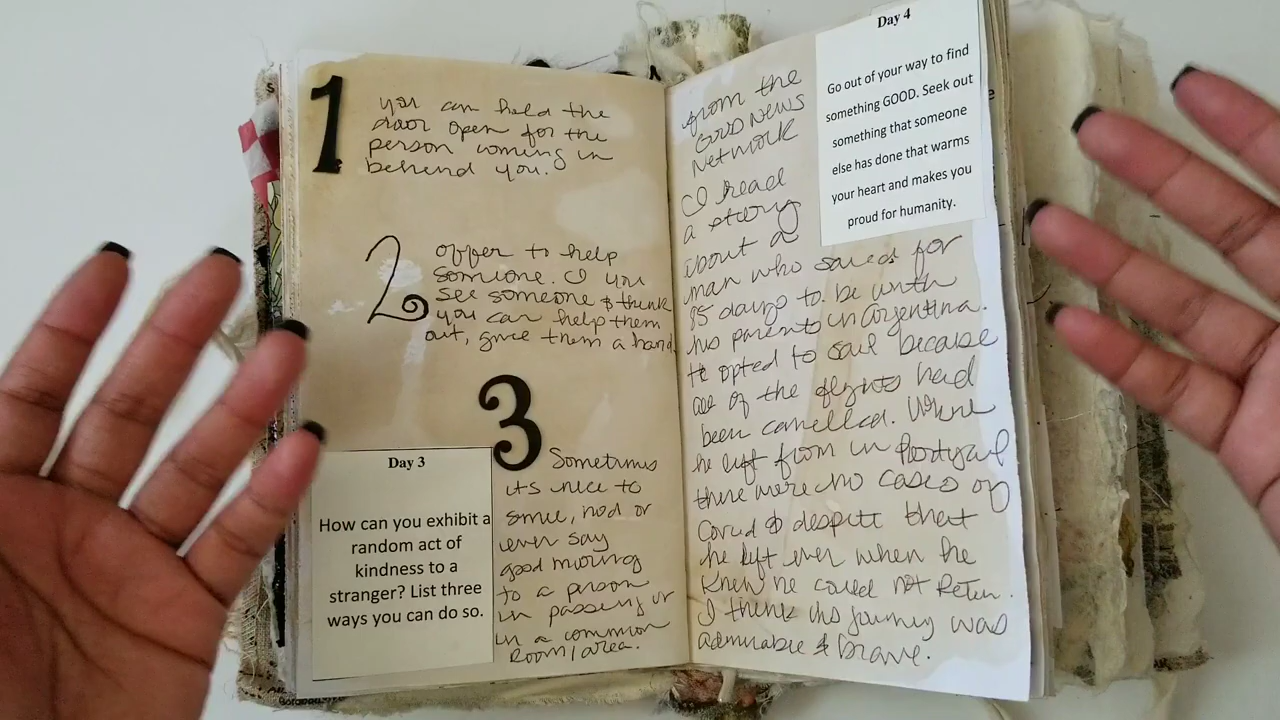 1
you can hold the
door open for the
person coming in
behind you.
2
offer to help
someone. If you
see someone & think
you can help them
out, give them a hand.
3
Sometimes
its nice to
smile, nod or
even say
good morning
to a person
in passing or
in a common
room/area.
Day 3
How can you exhibit a
random act of
kindness to a
stranger? List three
ways you can do so.
Day 4
Go out of your way to find
something GOOD. Seek out
something that someone
else has done that warms
your heart and makes you
proud for humanity.
from the
GOOD NEWS
Network
I read
a story
about a
man who sailed for
85 days to be with
his parents in Argentina.
He opted to sail because
all of the flights had
been cancelled. Where
he left from in Portugal
there were no cases of
Covid & despite that
he left even when he
knew he could not return.
I think his journey was
admirable & brave.